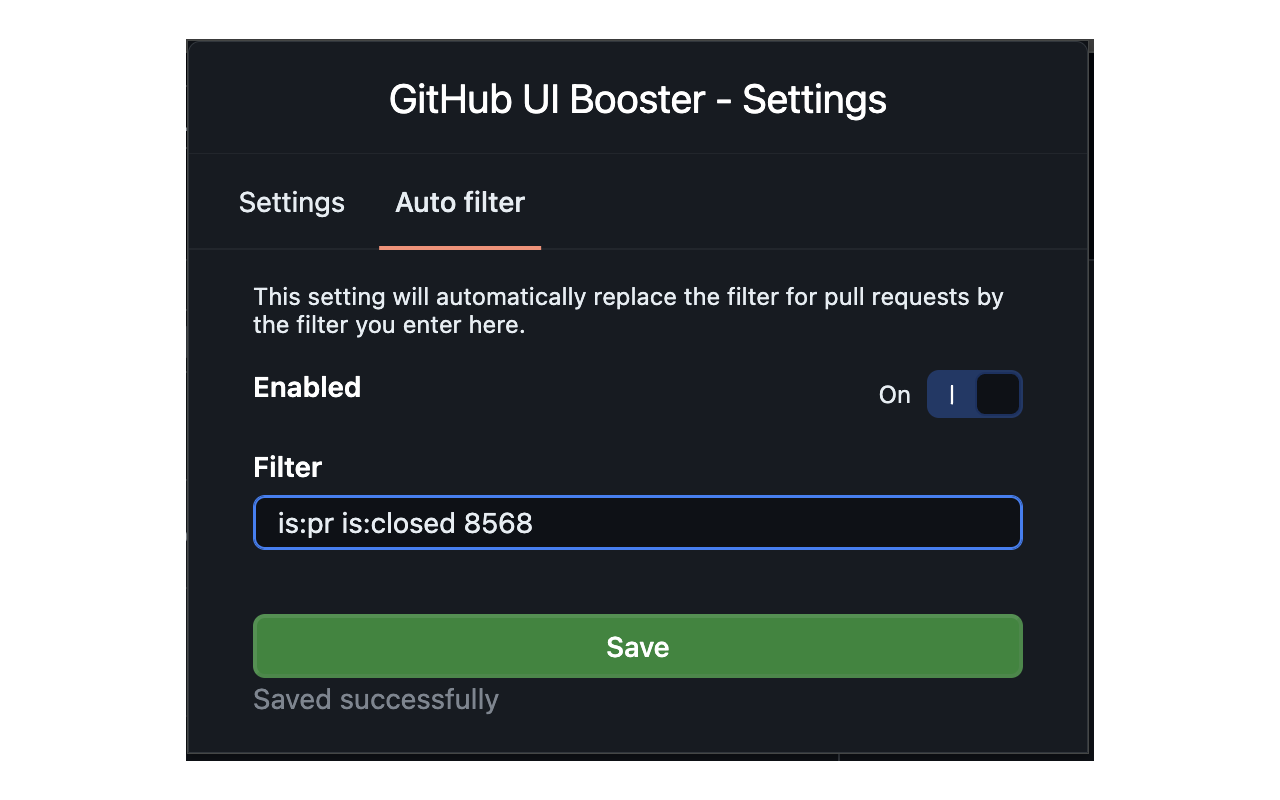 GitHub UI Booster - Settings
Settings
Auto filter
This setting will automatically replace the filter for pull requests by
the filter you enter here.
Enabled
On
Filter
is:pr is:closed 8568
Save
Saved successfully